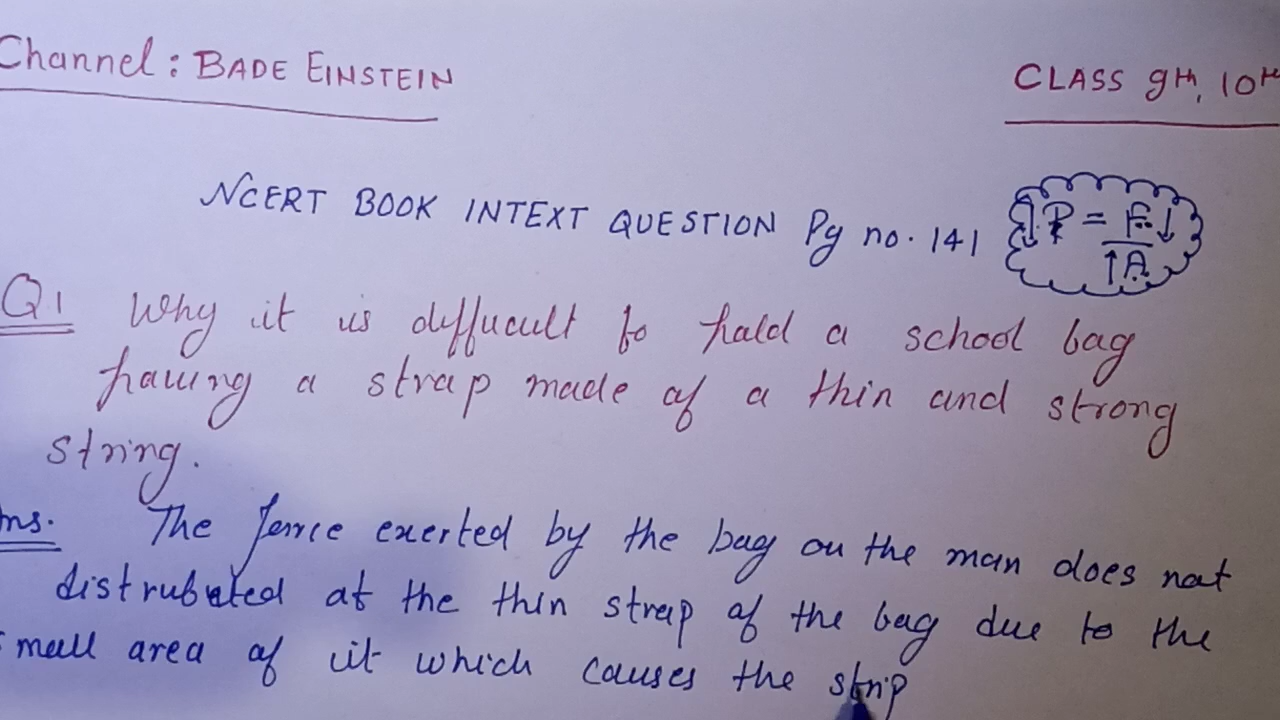 Channel: BADE EINSTEIN
CLASS 9th, 10th
NCERT BOOK INTEXT QUESTION Pg no. 141
↓P = F↓
↑A
Q1 Why it is difficult to hold a school bag
having a strap made of a thin and strong
string.
Ans. The force exerted by the bag on the man does not
distrubuted at the thin strap of the bag due to the
small area of it which causes the strip